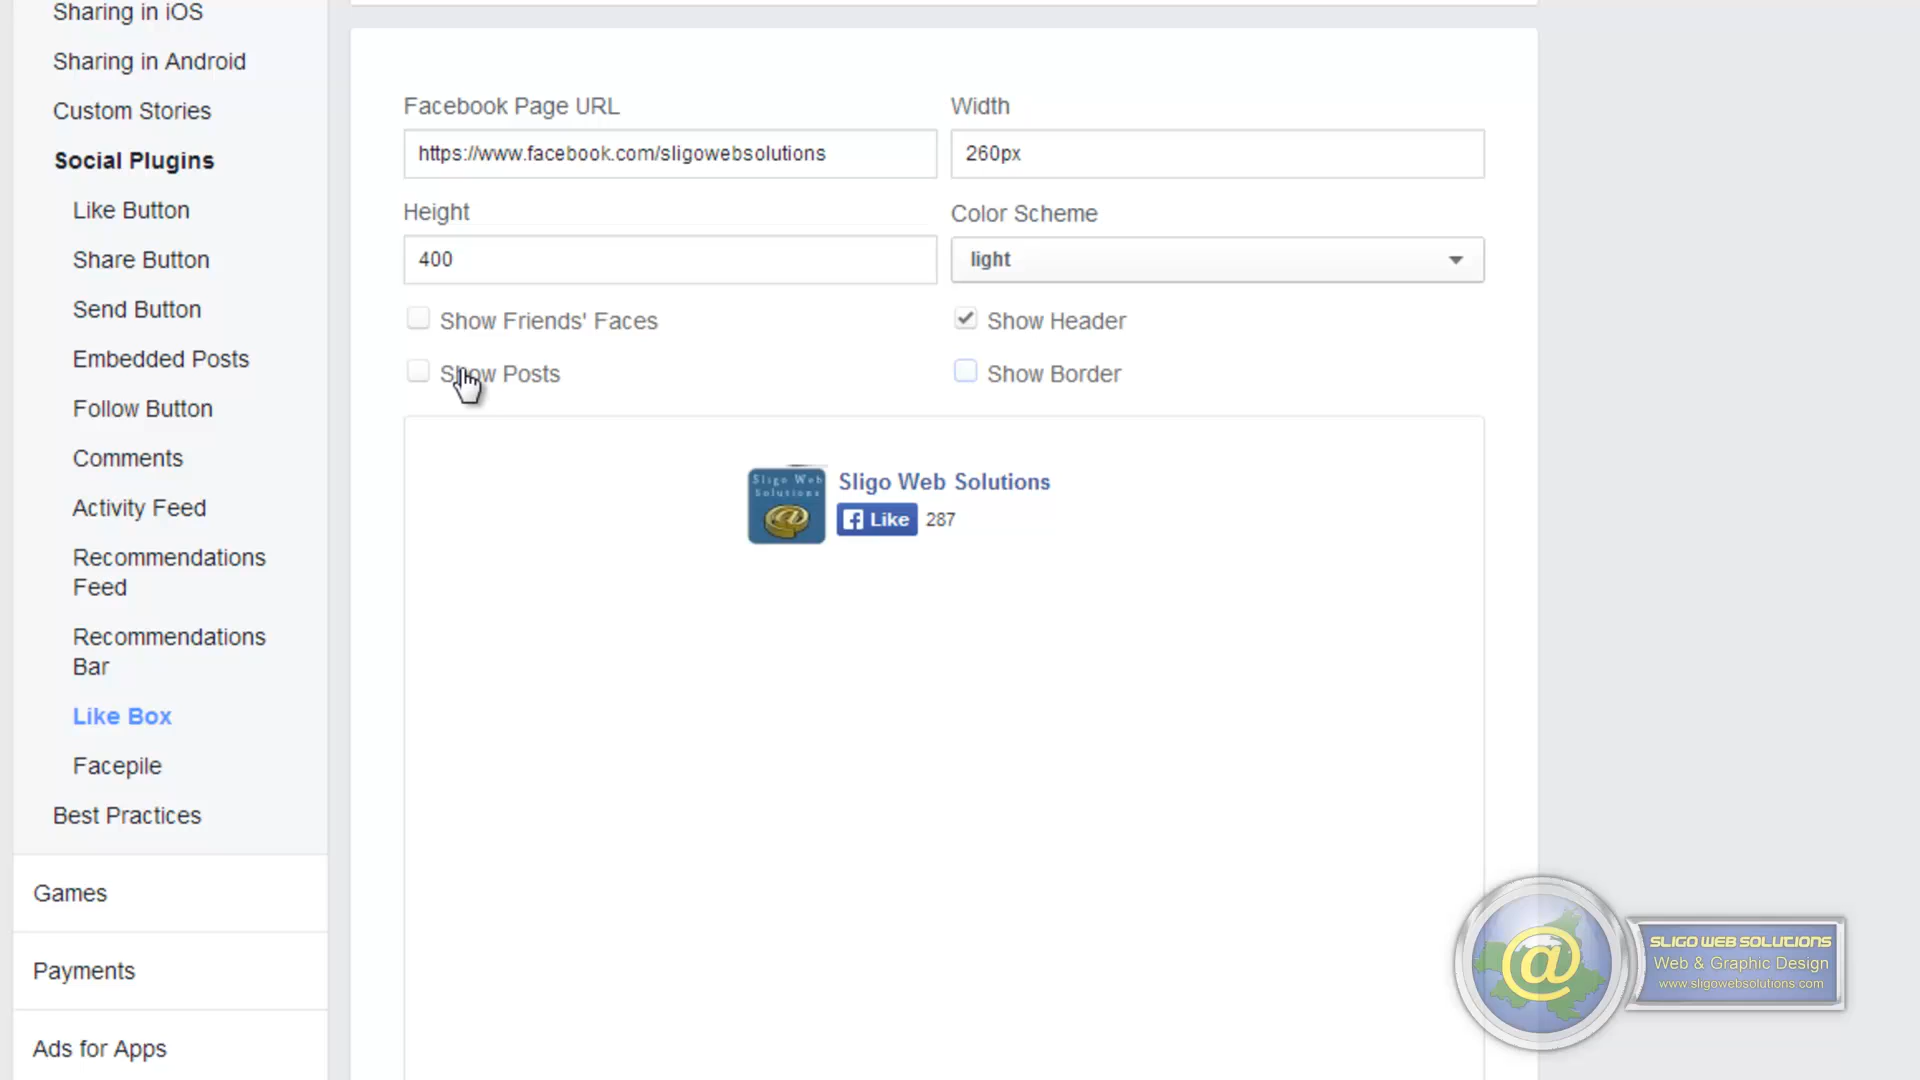 Sharing in iOS
Sharing in Android
Custom Stories
Social Plugins
Like Button
Share Button
Send Button
Embedded Posts
Follow Button
Comments
Activity Feed
Recommendations
Feed
Recommendations
Bar
Like Box
Facepile
Best Practices
Games
Payments
Ads for Apps
Facebook Page URL
https://www.facebook.com/sligowebsolutions
Width
260px
Height
400
Color Scheme
light
Show Friends' Faces
Show Header
Show Posts
Show Border
Sligo Web
Solutions
@
Sligo Web Solutions
Like 287
@
SLIGO WEB SOLUTIONS
Web & Graphic Design
www.sligowebsolutions.com